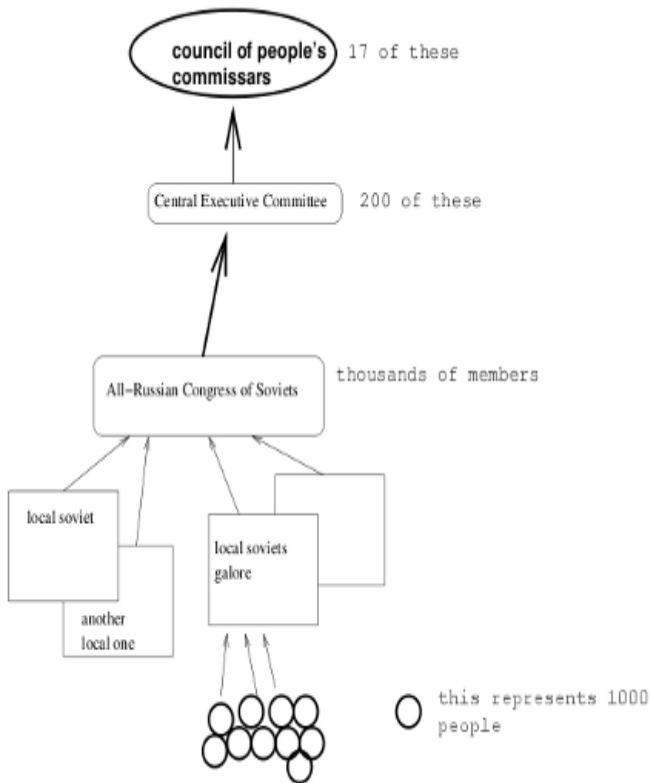 council of people's
commissars
17 of these
Central Executive Committee
200 of these
All-Russian Congress of Soviets
thousands of members
local soviet
another
local one
local soviets
galore
this represents 1000
people